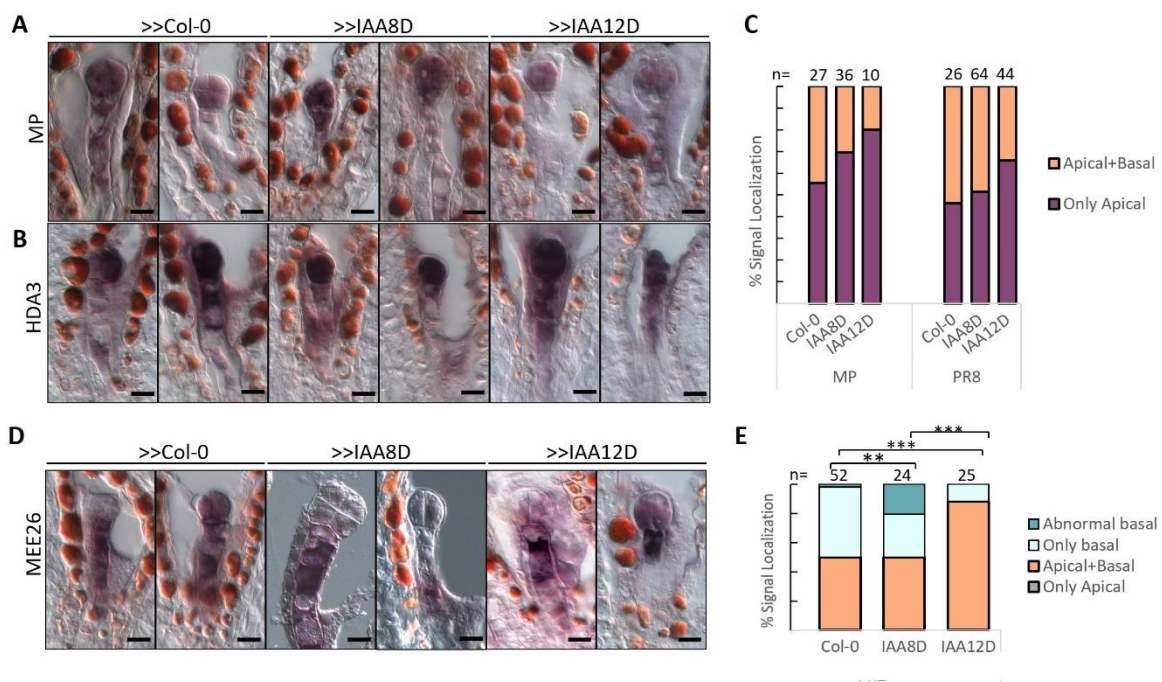 A
>>Col-0 >>IAA8D >>IAA12D
MP
B
HDA3
C
n= 27 36 10 26 64 44
% Signal Localization
Apical+Basal
Only Apical
Col-0 IAA8D IAA12D Col-0 IAA8D IAA12D
MP PR8
D
>>Col-0 >>IAA8D >>IAA12D
MEE26
E
***
***
**
n= 52 24 25
% Signal Localization
Abnormal basal
Only basal
Apical+Basal
Only Apical
Col-0 IAA8D IAA12D